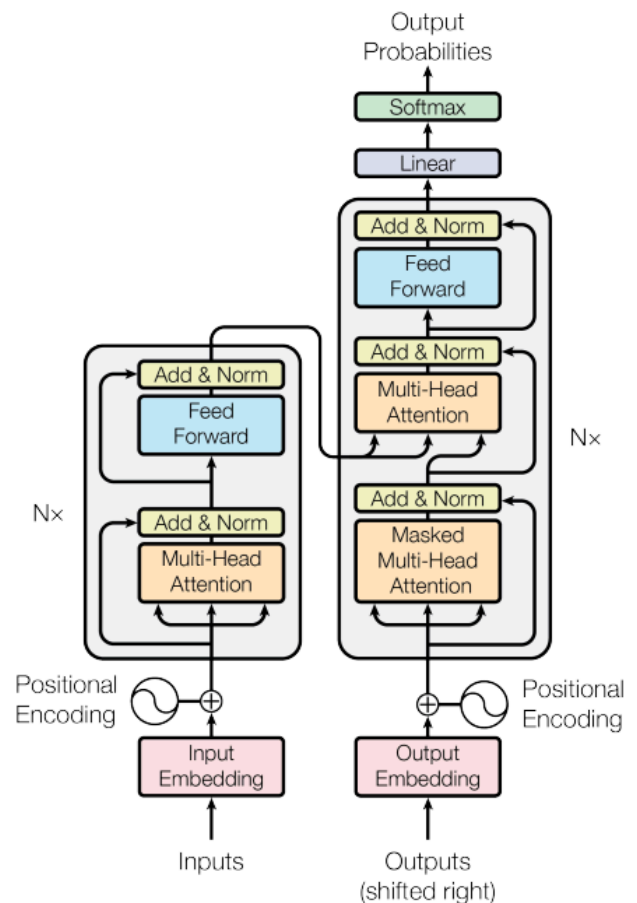 Output
Probabilities
Softmax
Linear
Add & Norm
Feed
Forward
Add & Norm
Multi-Head
Attention
N×
Add & Norm
Masked
Multi-Head
Attention
Add & Norm
Feed
Forward
N×
Add & Norm
Multi-Head
Attention
Positional
Encoding
Positional
Encoding
Input
Embedding
Output
Embedding
Inputs
Outputs
(shifted right)